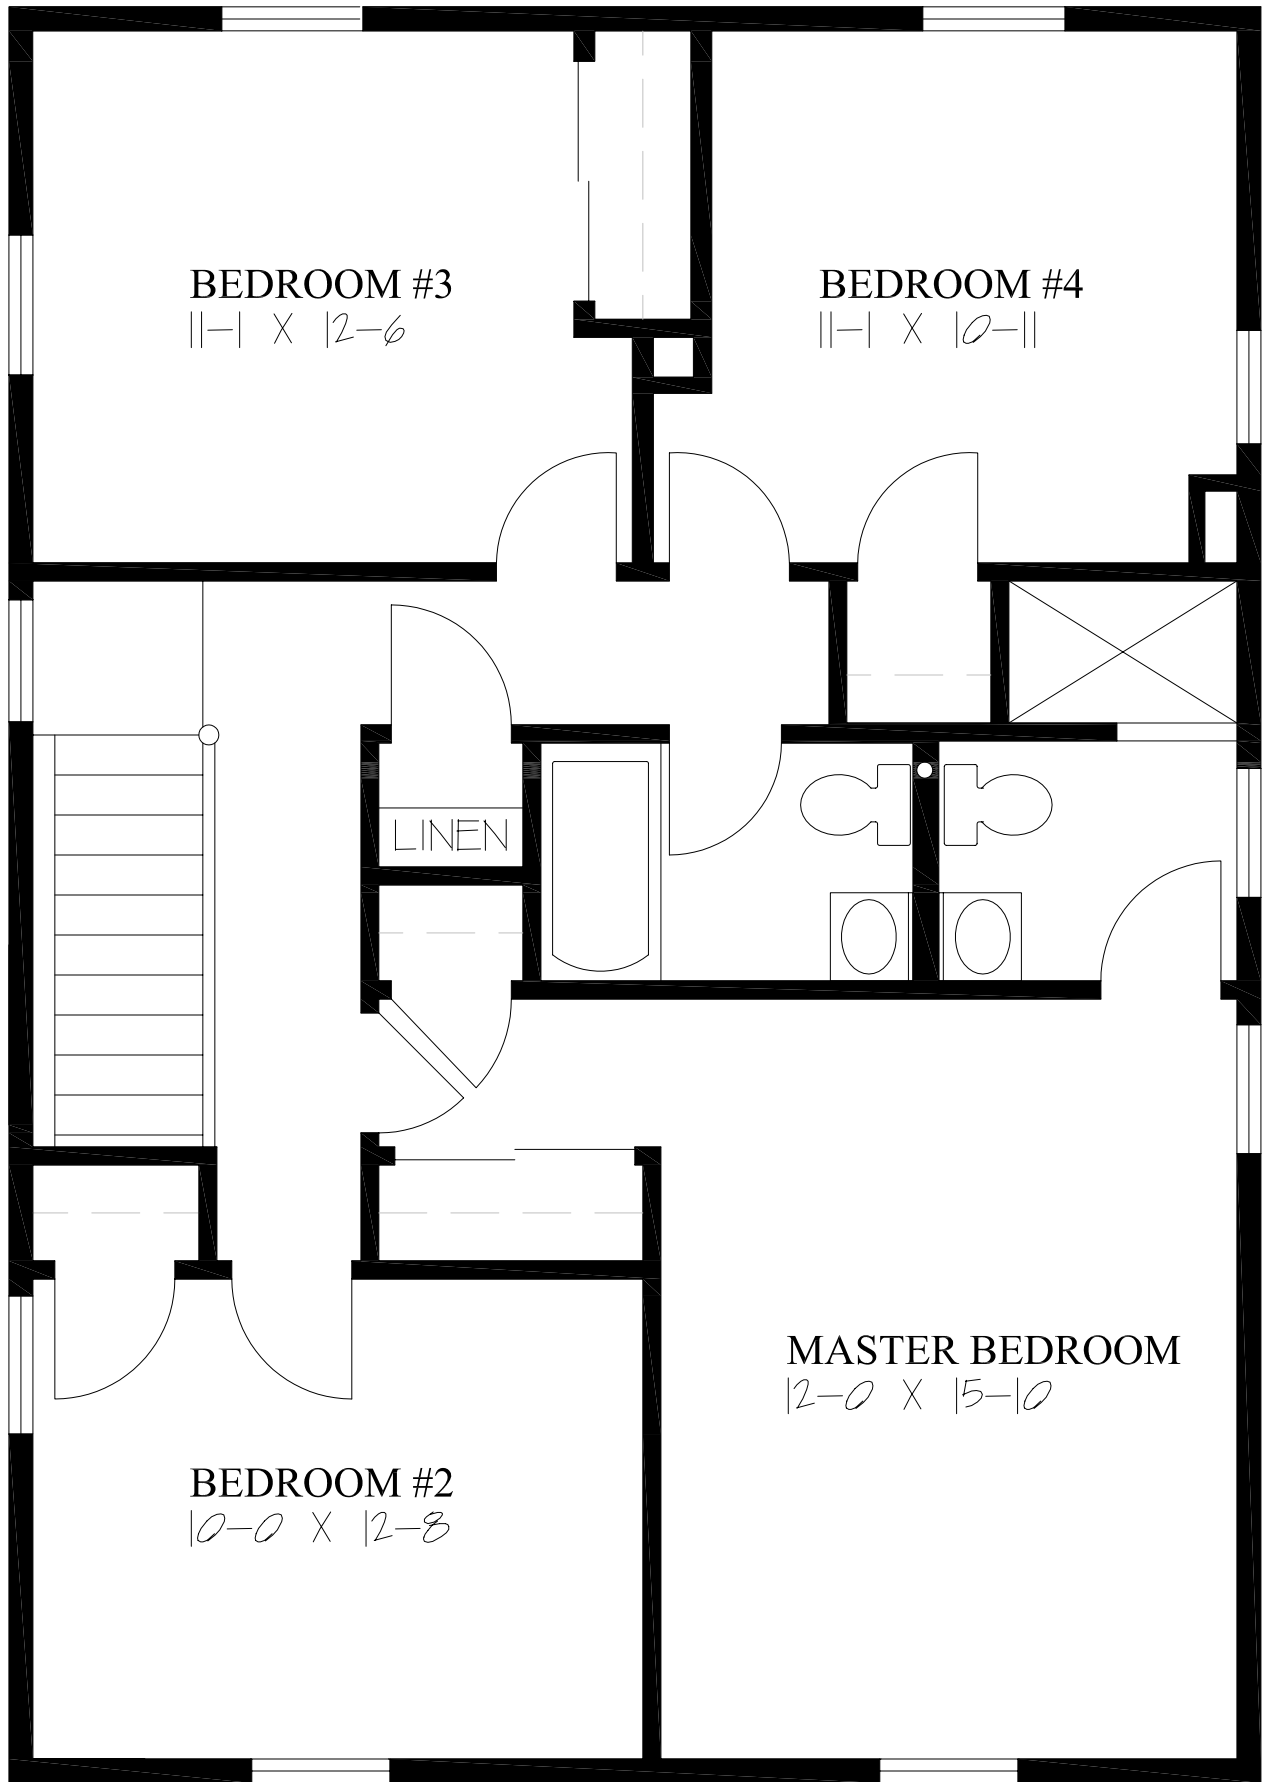 BEDROOM #3
11-1 X 12-6
BEDROOM #4
11-1 X 10-11
LINEN
MASTER BEDROOM
12-0 X 15-10
BEDROOM #2
10-0 X 12-8